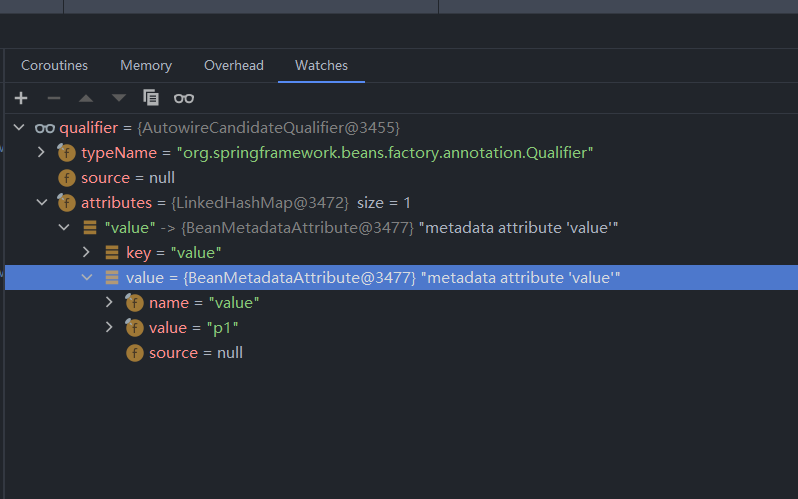 Coroutines Memory Overhead Watches
qualifier = {AutowireCandidateQualifier@3455}
typeName = "org.springframework.beans.factory.annotation.Qualifier"
source = null
attributes = {LinkedHashMap@3472} size = 1
"value" -> {BeanMetadataAttribute@3477} "metadata attribute 'value'"
key = "value"
value = {BeanMetadataAttribute@3477} "metadata attribute 'value'"
name = "value"
value = "p1"
source = null